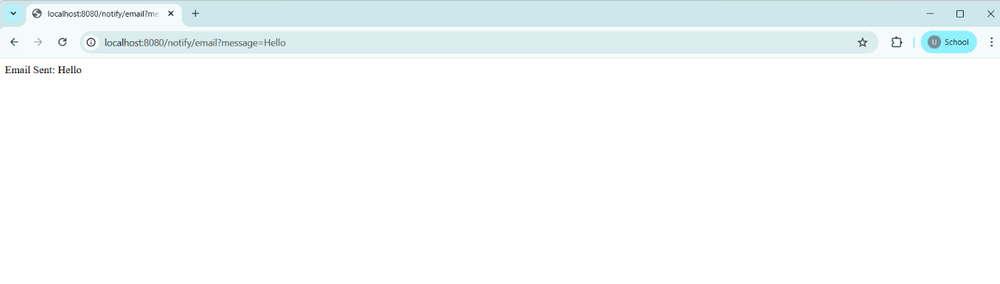 localhost:8080/notify/email?me
localhost:8080/notify/email?message=Hello
U School
Email Sent: Hello